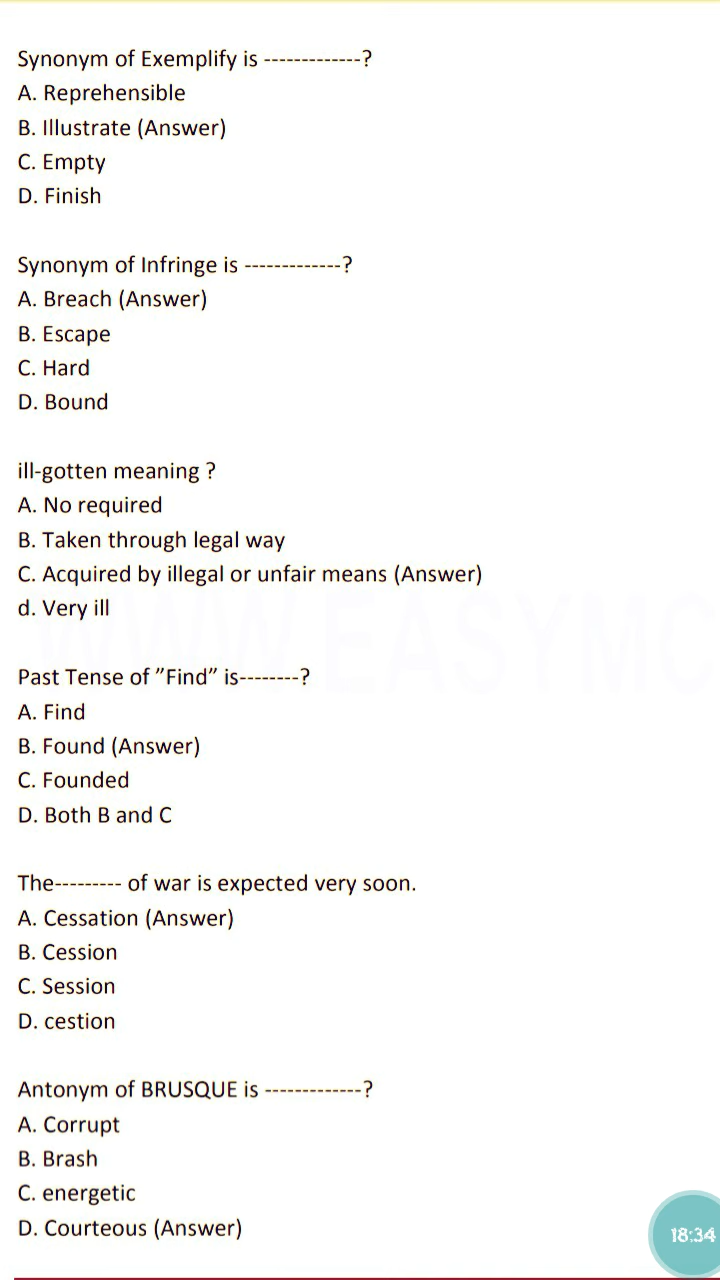 Synonym of Exemplify is -------------?
A. Reprehensible
B. Illustrate (Answer)
C. Empty
D. Finish
Synonym of Infringe is -------------?
A. Breach (Answer)
B. Escape
C. Hard
D. Bound
ill-gotten meaning ?
A. No required
B. Taken through legal way
C. Acquired by illegal or unfair means (Answer)
d. Very ill
WWW.EASYMC
Past Tense of ”Find” is--------?
A. Find
B. Found (Answer)
C. Founded
D. Both B and C
The--------- of war is expected very soon.
A. Cessation (Answer)
B. Cession
C. Session
D. cestion
Antonym of BRUSQUE is -------------?
A. Corrupt
B. Brash
C. energetic
D. Courteous (Answer)
18:34